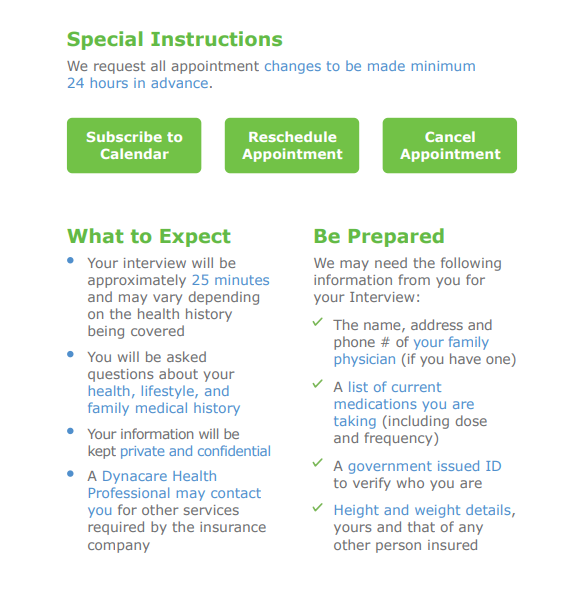 Special Instructions
We request all appointment changes to be made minimum
24 hours in advance.
Subscribe to
Calendar
Reschedule
Appointment
Cancel
Appointment
What to Expect
Your interview will be
approximately 25 minutes
and may vary depending
on the health history
being covered
You will be asked
questions about your
health, lifestyle, and
family medical history
Your information will be
kept private and confidential
A Dynacare Health
Professional may contact
you for other services
required by the insurance
company
Be Prepared
We may need the following
information from you for
your Interview:
The name, address and
phone # of your family
physician (if you have one)
A list of current
medications you are
taking (including dose
and frequency)
A government issued ID
to verify who you are
Height and weight details,
yours and that of any
other person insured